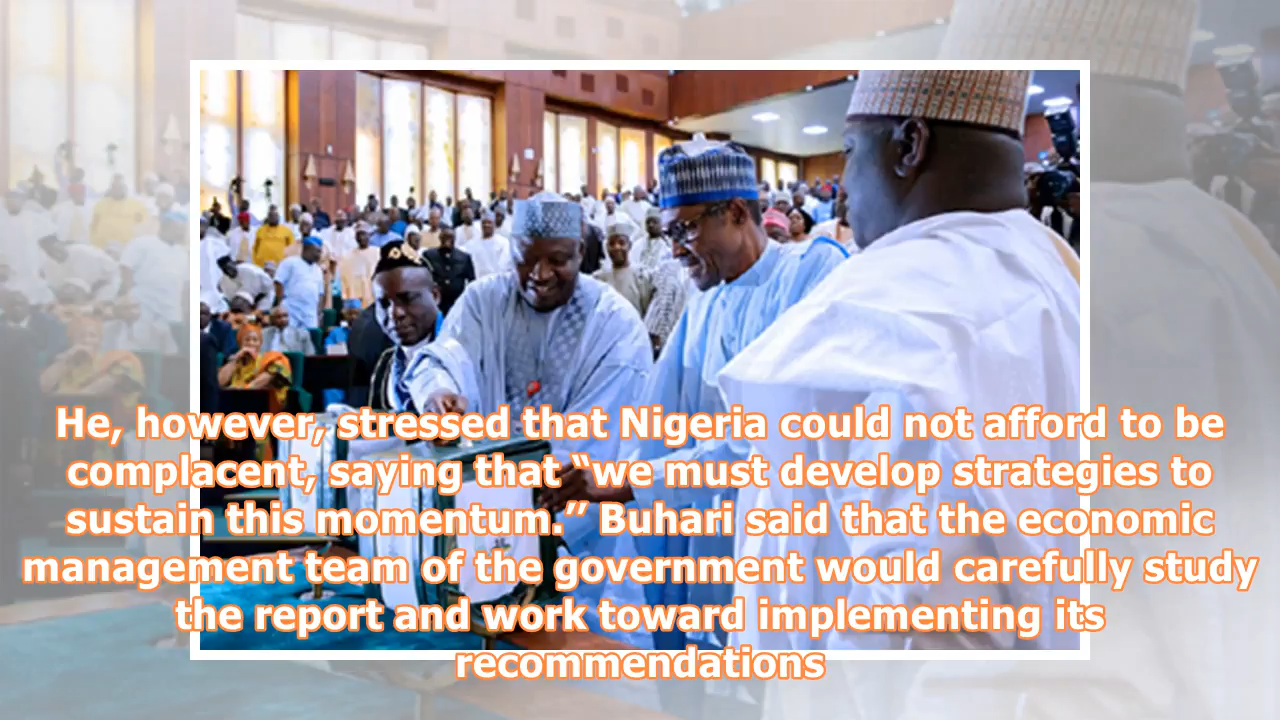 He, however, stressed that Nigeria could not afford to be
complacent, saying that “we must develop strategies to
sustain this momentum.’’ Buhari said that the economic
management team of the government would carefully study
the report and work toward implementing its
recommendations